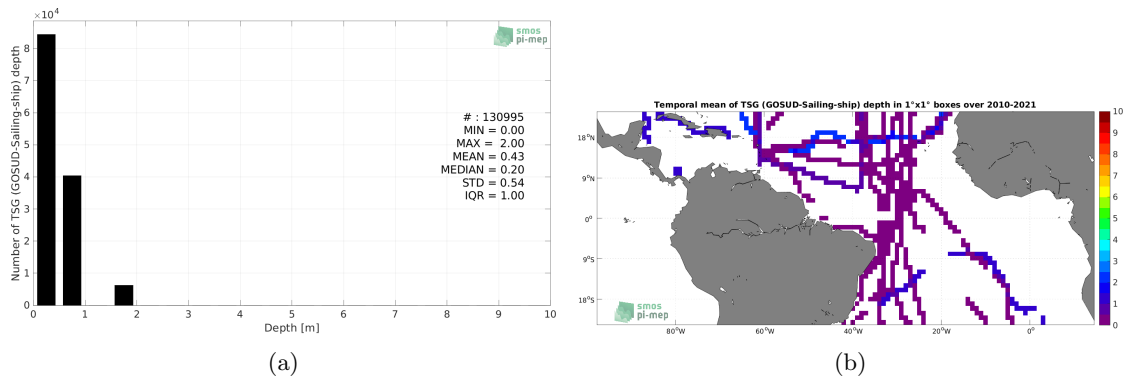 ×10⁴
8
7
6
5
4
3
2
1
0
Number of TSG (GOSUD-Sailing-ship) depth
smos
pi-mep
# : 130995
MIN = 0.00
MAX = 2.00
MEAN = 0.43
MEDIAN = 0.20
STD = 0.54
IQR = 1.00
0 1 2 3 4 5 6 7 8 9 10
Depth [m]
(a)
Temporal mean of TSG (GOSUD-Sailing-ship) depth in 1°x1° boxes over 2010-2021
18°N
9°N
0°
9°S
18°S
smos
pi-mep
80°W 60°W 40°W 20°W 0°
10
9
8
7
6
5
4
3
2
1
0
(b)